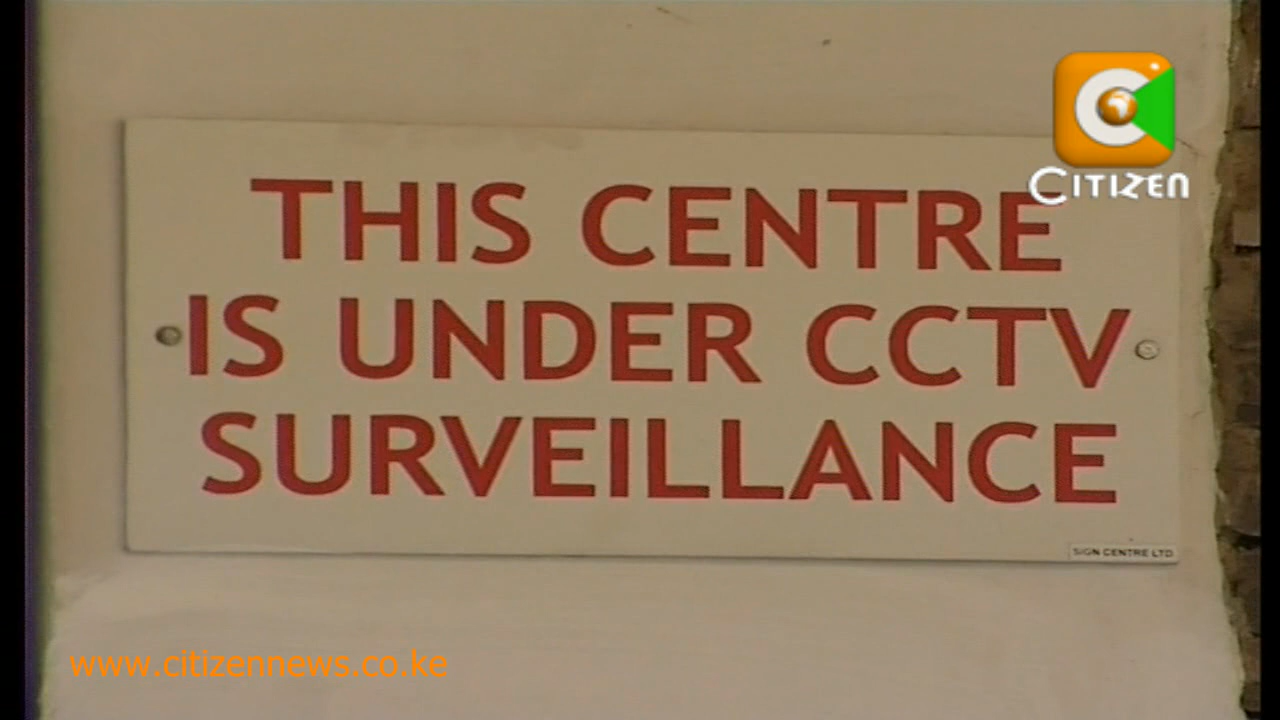 CITIZEN
THIS CENTRE
IS UNDER CCTV
SURVEILLANCE
SIGN CENTRE LTD
www.citizennews.co.ke